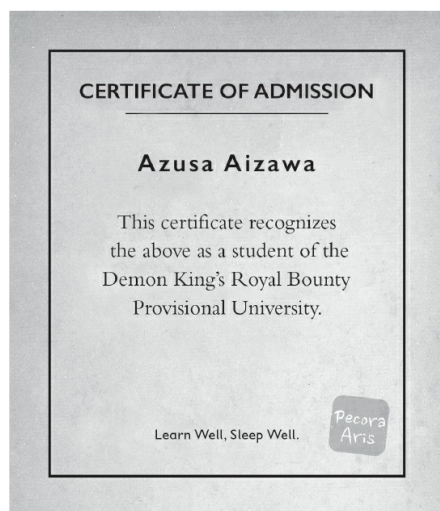 CERTIFICATE OF ADMISSION
Azusa Aizawa
This certificate recognizes
the above as a student of the
Demon King's Royal Bounty
Provisional University.
Learn Well, Sleep Well.
Pecora
Aris